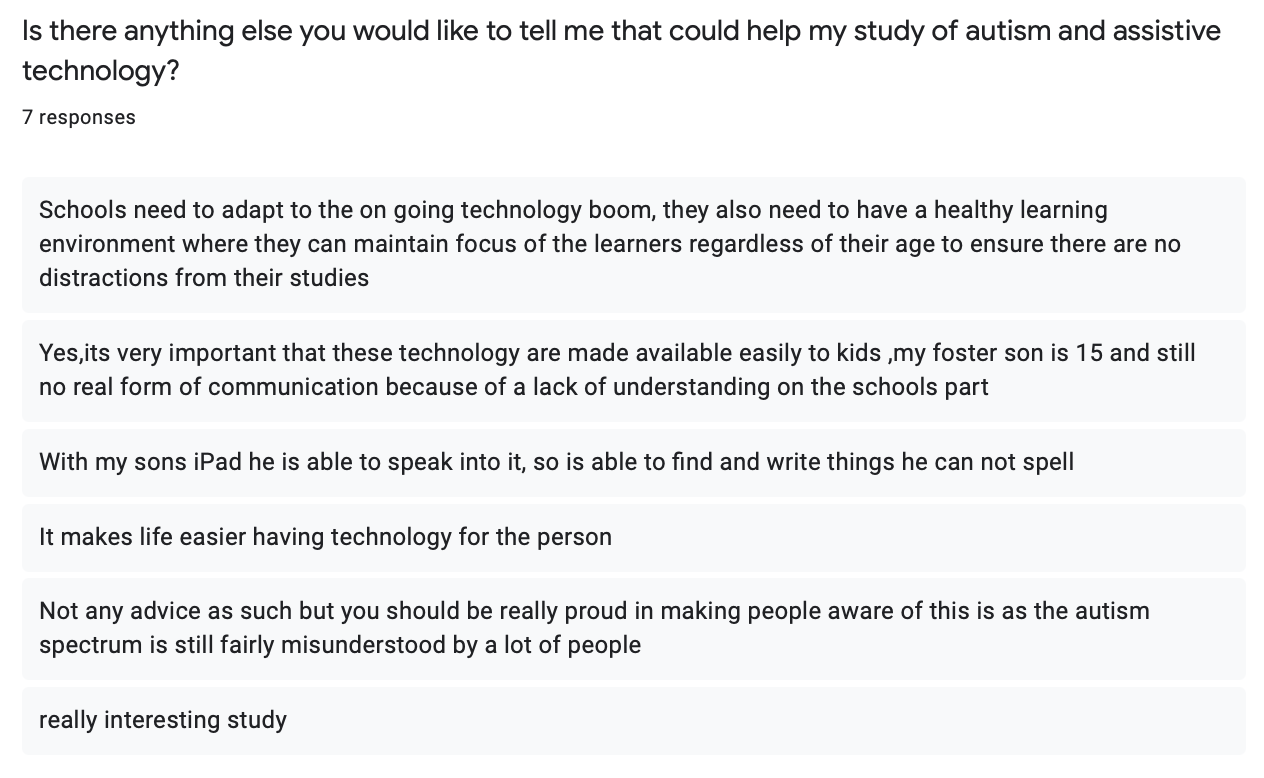 Is there anything else you would like to tell me that could help my study of autism and assistive
technology?
7 responses
Schools need to adapt to the on going technology boom, they also need to have a healthy learning
environment where they can maintain focus of the learners regardless of their age to ensure there are no
distractions from their studies
Yes,its very important that these technology are made available easily to kids ,my foster son is 15 and still
no real form of communication because of a lack of understanding on the schools part
With my sons iPad he is able to speak into it, so is able to find and write things he can not spell
It makes life easier having technology for the person
Not any advice as such but you should be really proud in making people aware of this is as the autism
spectrum is still fairly misunderstood by a lot of people
really interesting study